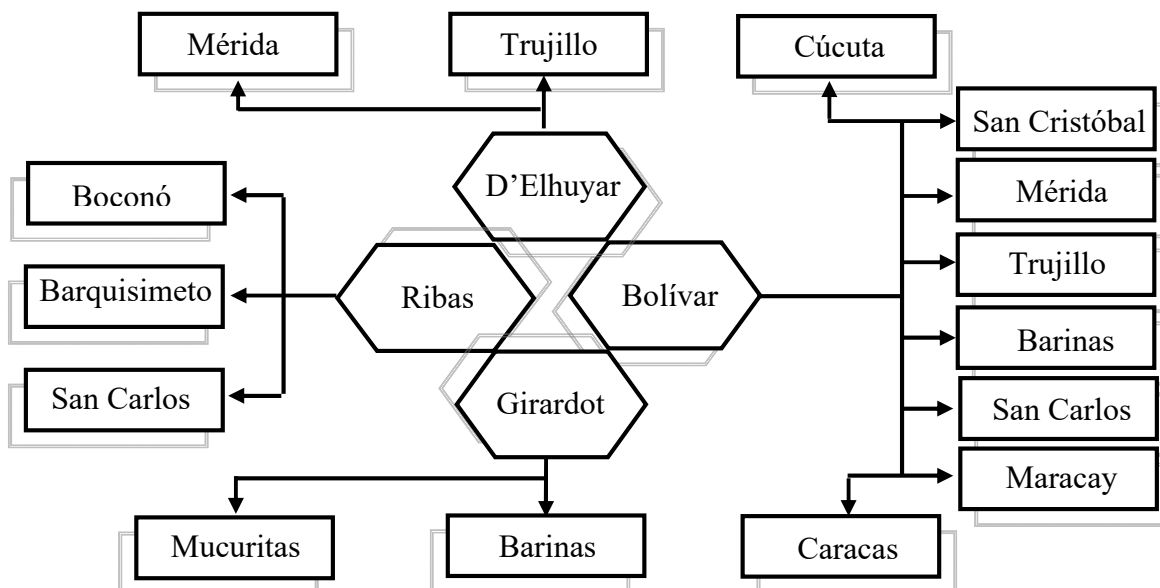 Mérida
Trujillo
Cúcuta
San Cristóbal
D’Elhuyar
Boconó
Mérida
Trujillo
Barquisimeto
Ribas
Bolívar
Barinas
San Carlos
Girardot
San Carlos
Maracay
Mucuritas
Barinas
Caracas